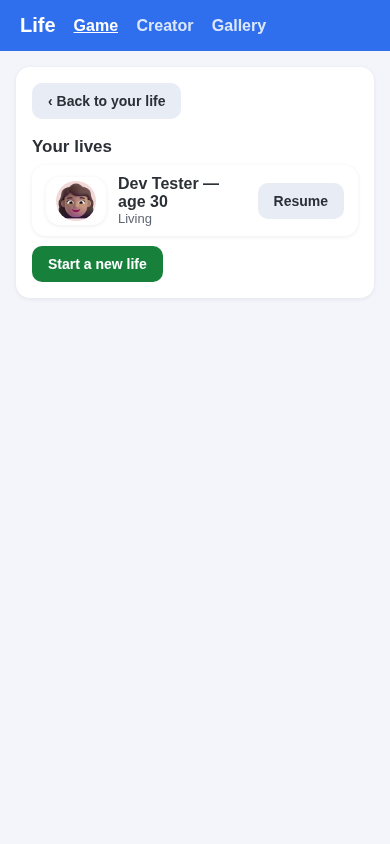 Life Game Creator Gallery
‹ Back to your life
Your lives
Dev Tester —
age 30
Living
Resume
Start a new life